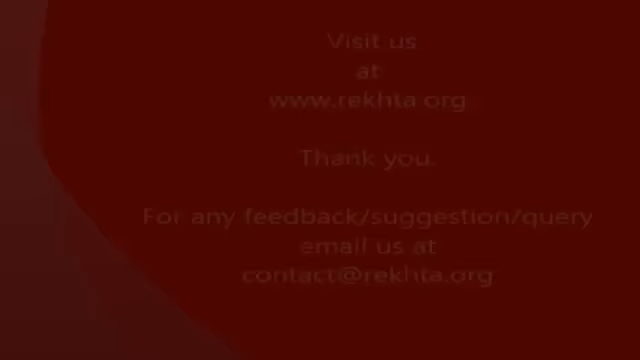 Visit us
at
www.rekhta.org
Thank you.
For any feedback/suggestion/query
email us at
contact@rekhta.org